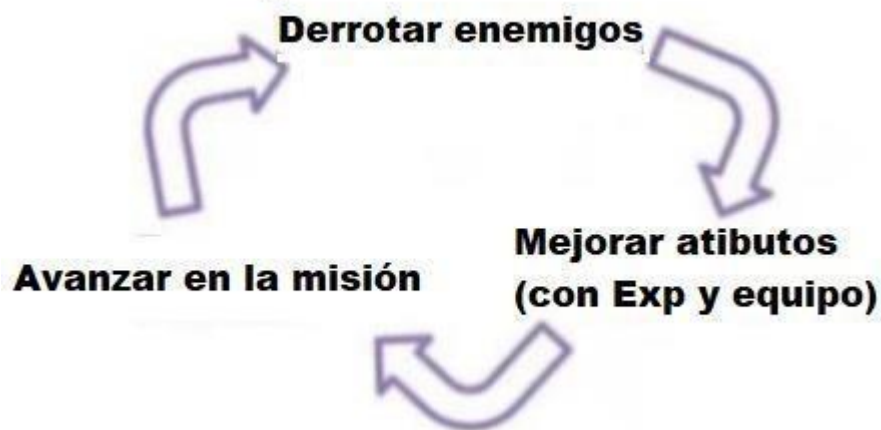 Derrotar enemigos
Mejorar atibutos
(con Exp y equipo)
Avanzar en la misión